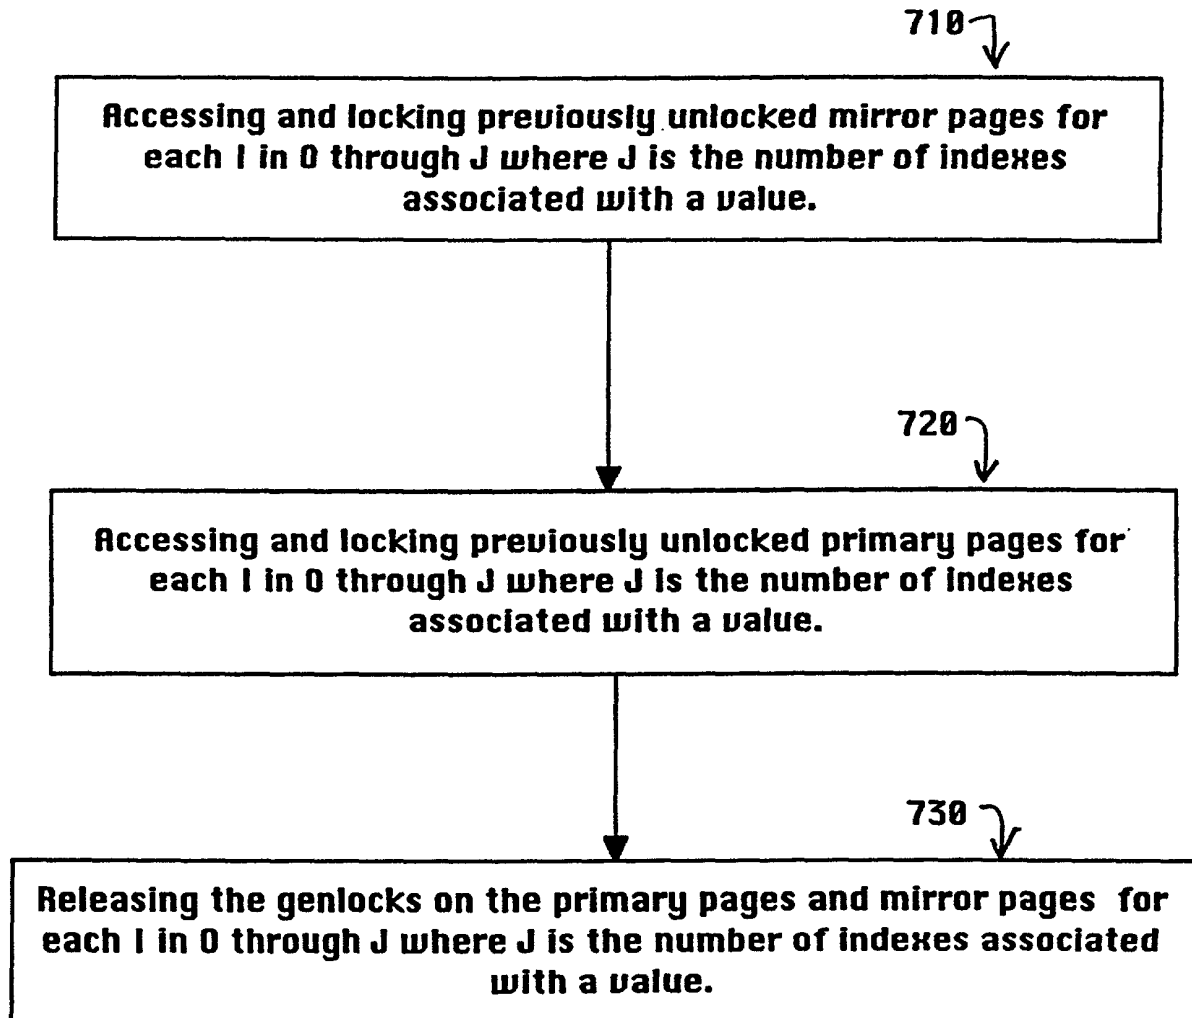 710
Accessing and locking previously unlocked mirror pages for
each I in 0 through J where J is the number of indexes
associated with a value.
720
Accessing and locking previously unlocked primary pages for
each I in 0 through J where J is the number of indexes
associated with a value.
730
Releasing the genlocks on the primary pages and mirror pages for
each I in 0 through J where J is the number of indexes associated
with a value.